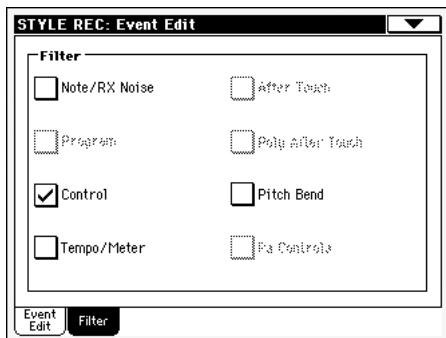 STYLE REC: Event Edit
Filter
Note/RX Noise
After Touch
Program
Poly After Touch
Control
Pitch Bend
Tempo/Meter
Pa Controls
Event
Edit
Filter